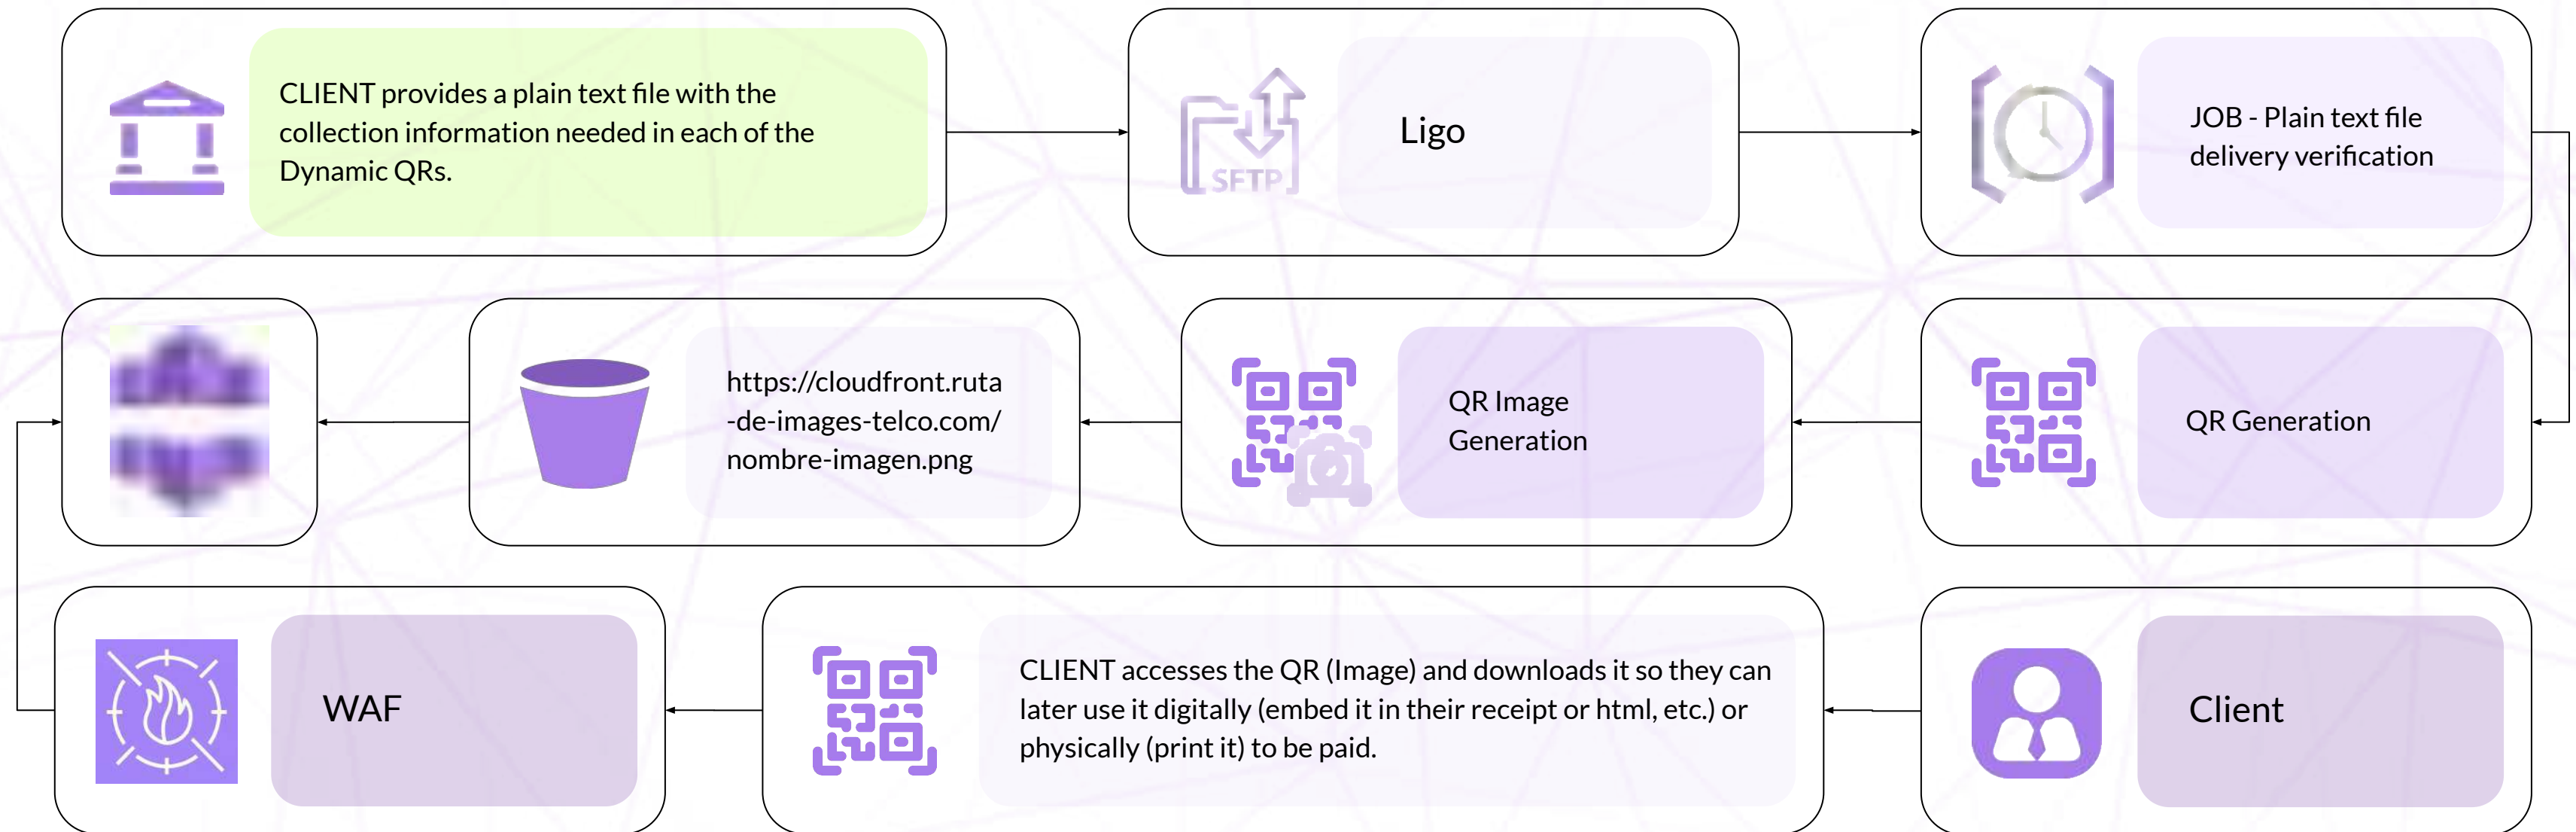 CLIENT provides a plain text file with the
collection information needed in each of the
Dynamic QRs.
SFTP
Ligo
JOB - Plain text file
delivery verification
https://cloudfront.ruta
-de-images-telco.com/
nombre-imagen.png
QR Image
Generation
QR Generation
WAF
CLIENT accesses the QR (Image) and downloads it so they can
later use it digitally (embed it in their receipt or html, etc.) or
physically (print it) to be paid.
Client